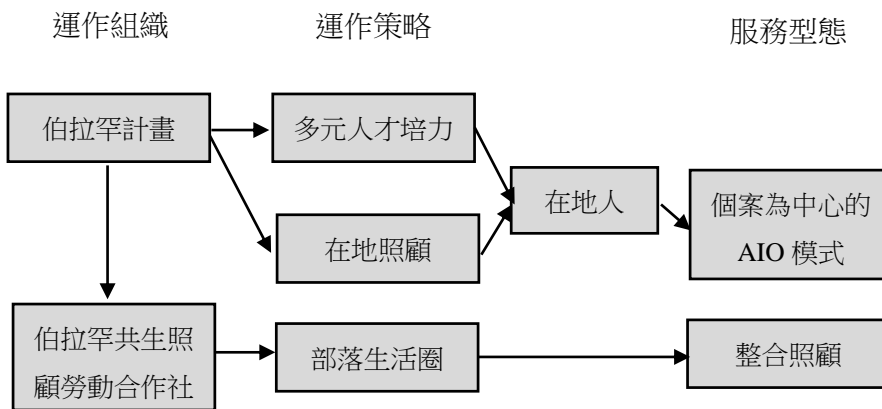 運作組織
運作策略
服務型態
伯拉罕計畫
多元人才培力
在地人
個案為中心的
AIO 模式
在地照顧
伯拉罕共生照
顧勞動合作社
部落生活圈
整合照顧